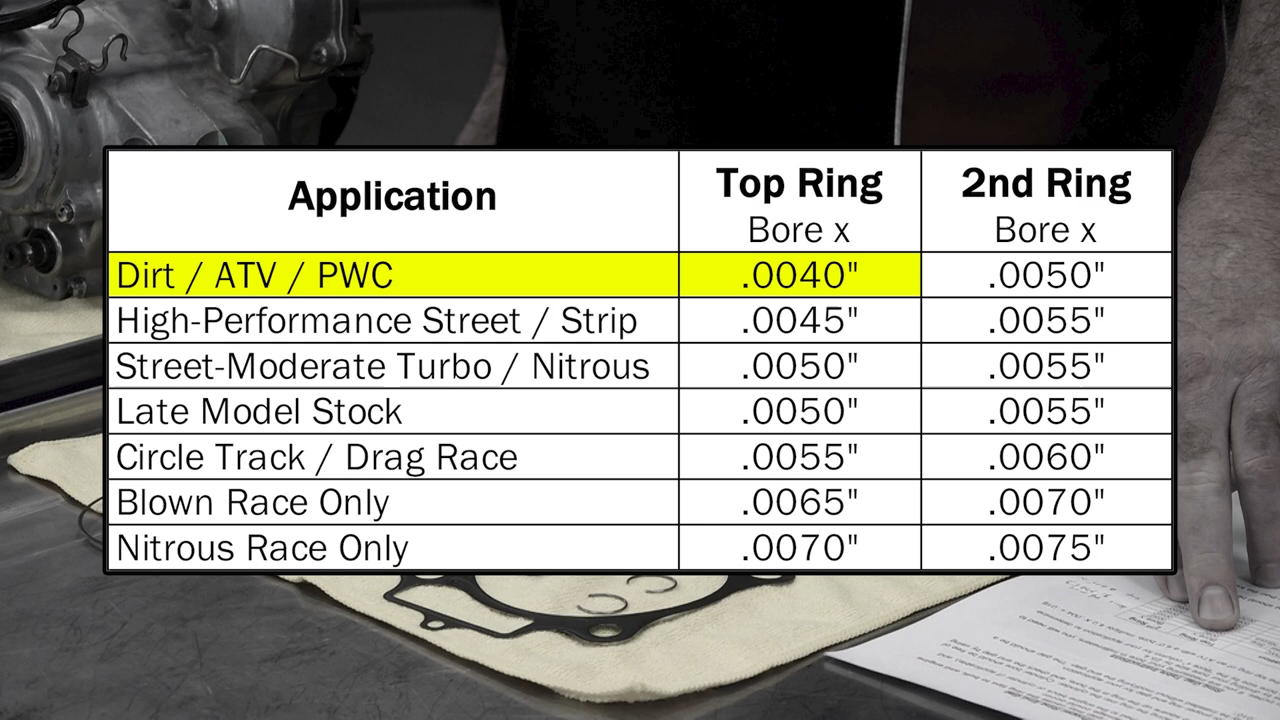 Application Top Ring 2nd Ring
Bore x Bore x
Dirt / ATV / PWC .0040" .0050"
High-Performance Street / Strip .0045" .0055"
Street-Moderate Turbo / Nitrous .0050" .0055"
Late Model Stock .0050" .0055"
Circle Track / Drag Race .0055" .0060"
Blown Race Only .0065" .0070"
Nitrous Race Only .0070" .0075"